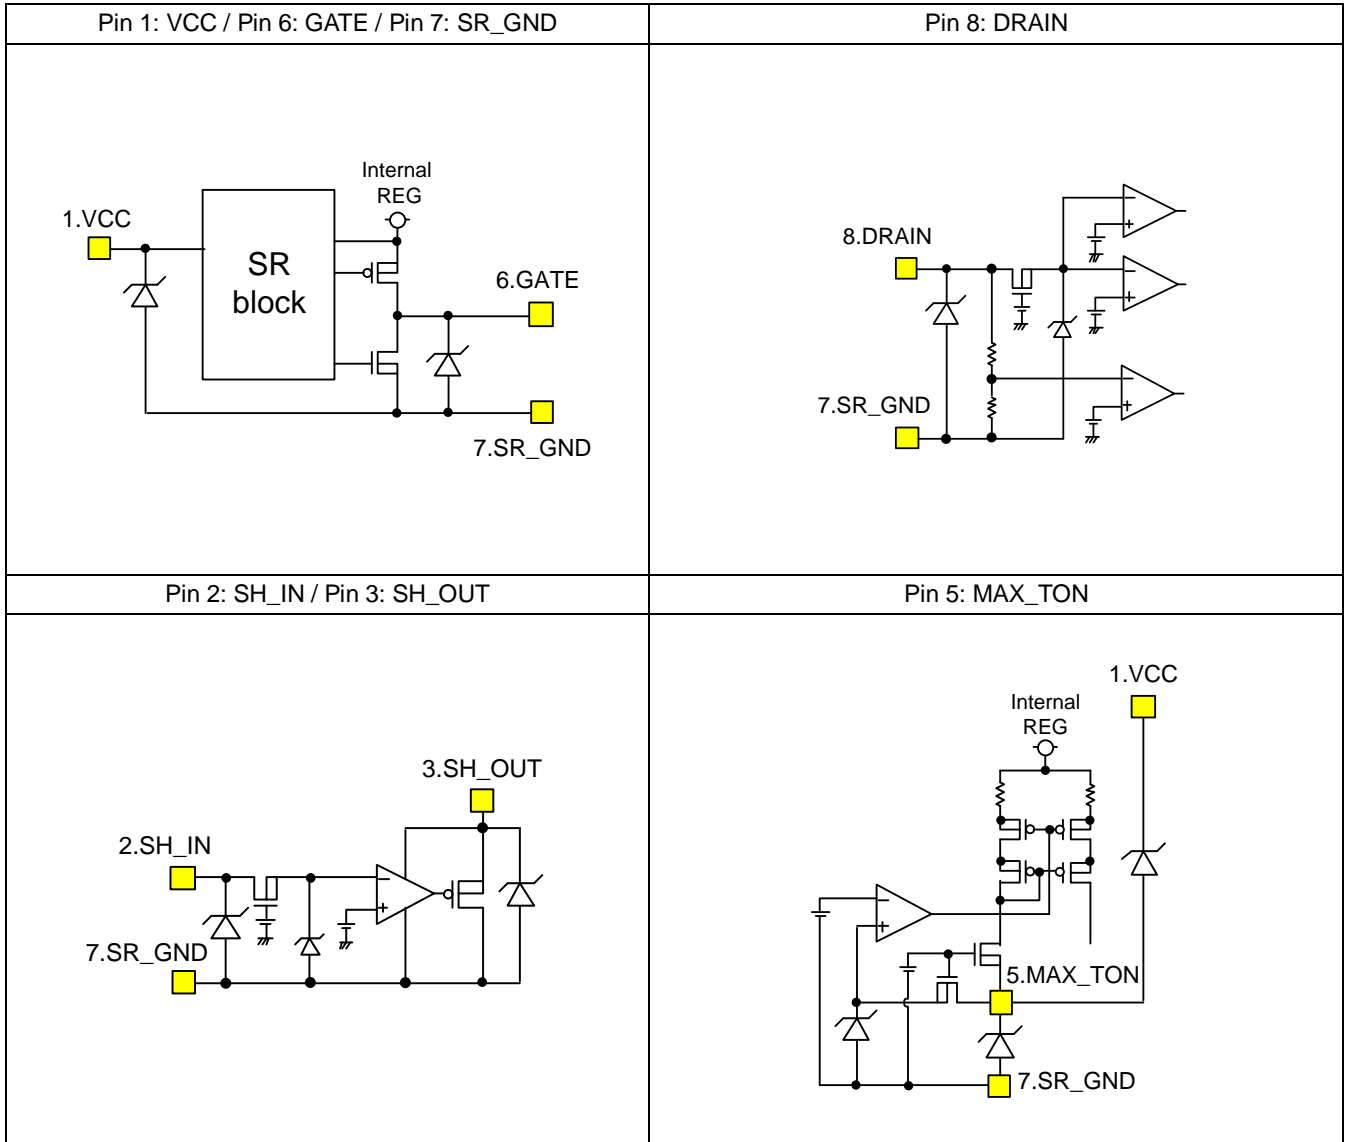 Pin 1: VCC / Pin 6: GATE / Pin 7: SR_GND
Pin 8: DRAIN
Internal
REG
1.VCC
SR
block
6.GATE
7.SR_GND
8.DRAIN
7.SR_GND
Pin 2: SH_IN / Pin 3: SH_OUT
Pin 5: MAX_TON
3.SH_OUT
2.SH_IN
7.SR_GND
1.VCC
Internal
REG
5.MAX_TON
7.SR_GND